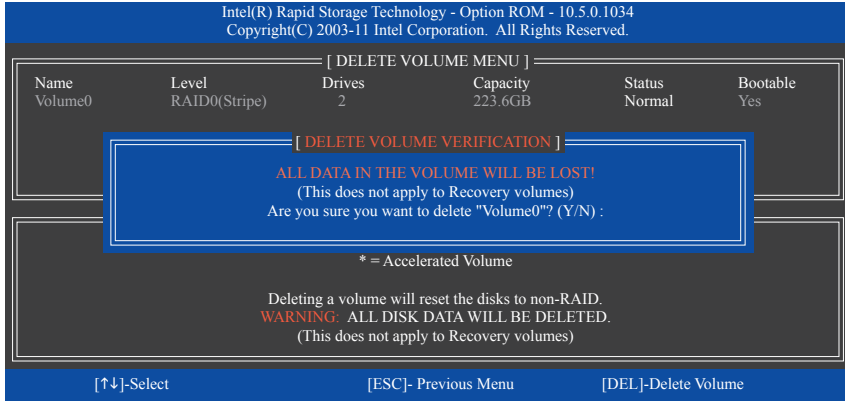 Intel(R) Rapid Storage Technology - Option ROM - 10.5.0.1034
Copyright(C) 2003-11 Intel Corporation. All Rights Reserved.
[ DELETE VOLUME MENU ]
Name Level Drives Capacity Status Bootable
Volume0 RAID0(Stripe) 2 223.6GB Normal Yes
[ DELETE VOLUME VERIFICATION ]
ALL DATA IN THE VOLUME WILL BE LOST!
(This does not apply to Recovery volumes)
Are you sure you want to delete "Volume0"? (Y/N) :
* = Accelerated Volume
Deleting a volume will reset the disks to non-RAID.
WARNING: ALL DISK DATA WILL BE DELETED.
(This does not apply to Recovery volumes)
[↑↓]-Select [ESC]- Previous Menu [DEL]-Delete Volume